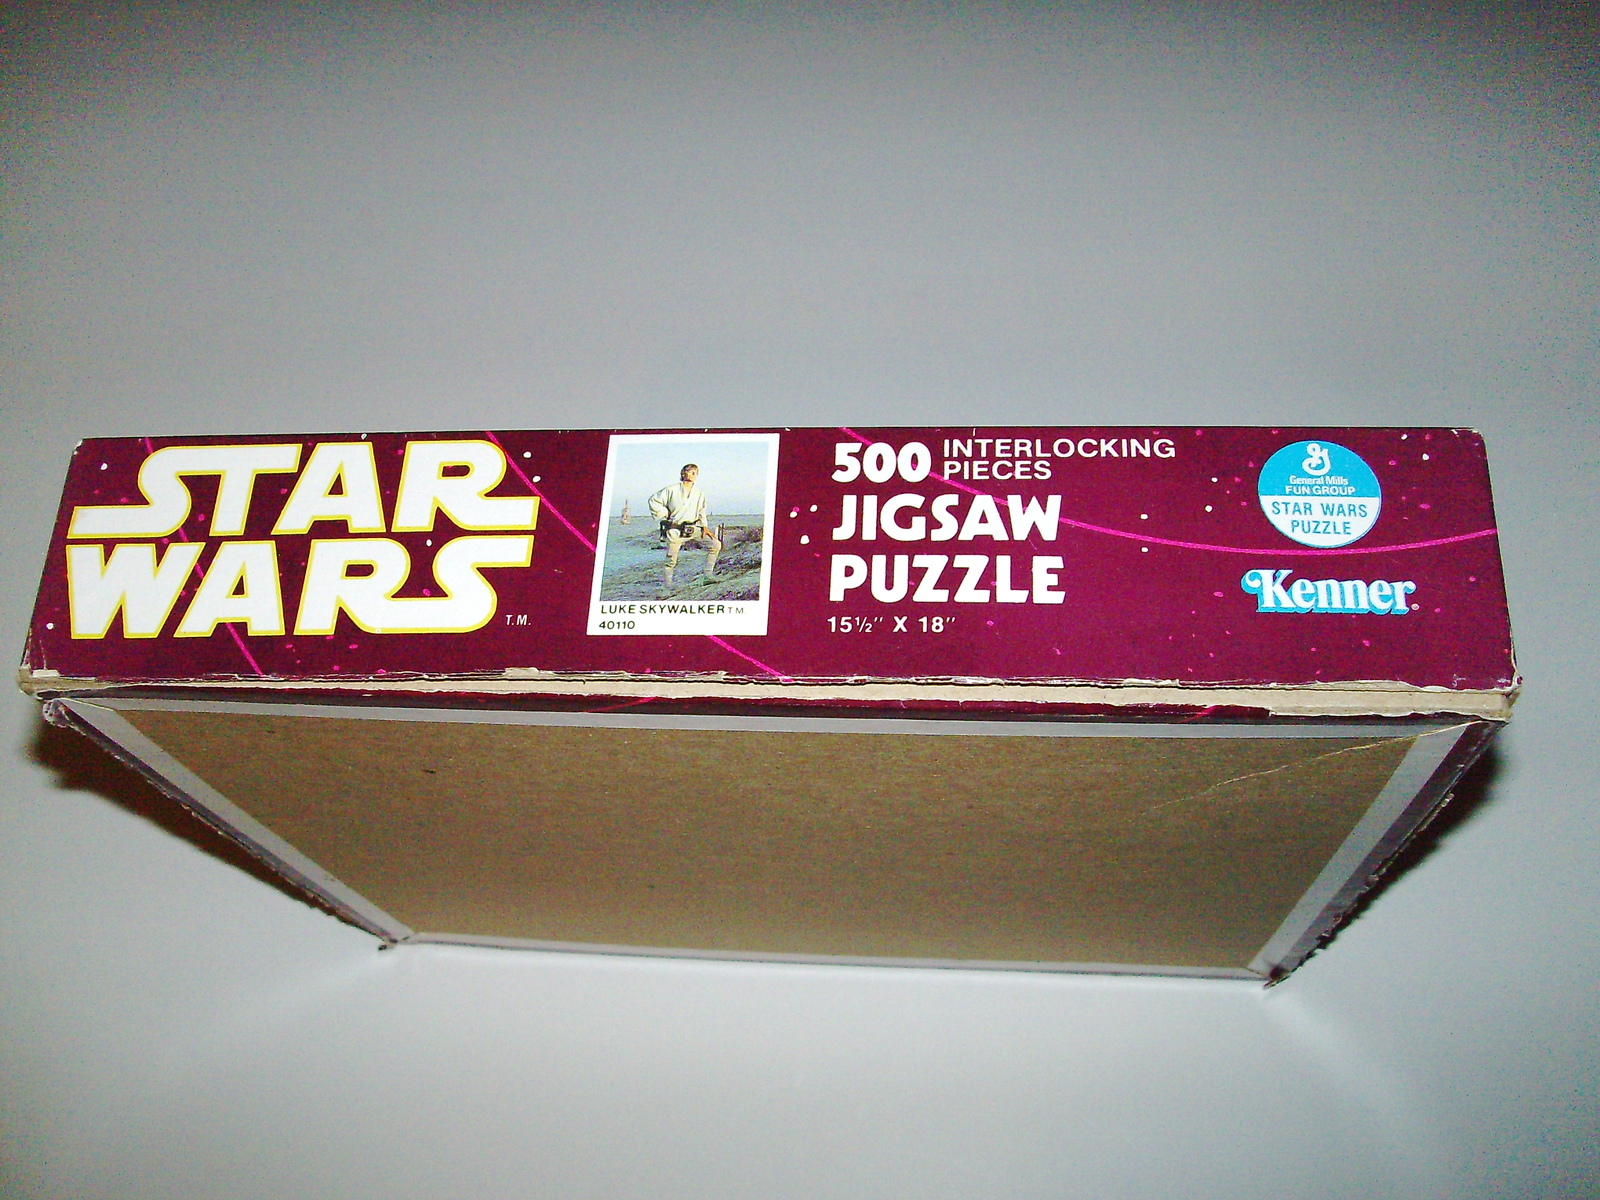 STAR
WARS T.M.
LUKE SKYWALKER TM
40110
500 INTERLOCKING
PIECES
JIGSAW
PUZZLE
15½" X 18"
General Mills
FUN GROUP
STAR WARS
PUZZLE
Kenner